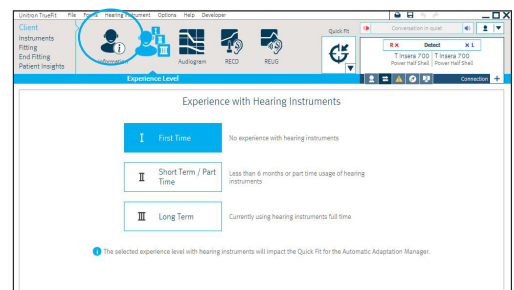 Unitron TrueFit File Forms Hearing Instrument Options Help Developer
Client
Instruments
Fitting
End Fitting
Patient Insights
Information
Audiogram
RECD
REUG
Quick Fit
Conversation in quiet
R X Detect X L
T Insera 700 T Insera 700
Power Half Shell Power Half Shell
Experience Level
Connection +
Experience with Hearing Instruments
I First Time No experience with hearing instruments
II Short Term / Part Time Less than 6 months or part time usage of hearing instruments
III Long Term Currently using hearing instruments full time
The selected experience level with hearing instruments will impact the Quick Fit for the Automatic Adaptation Manager.